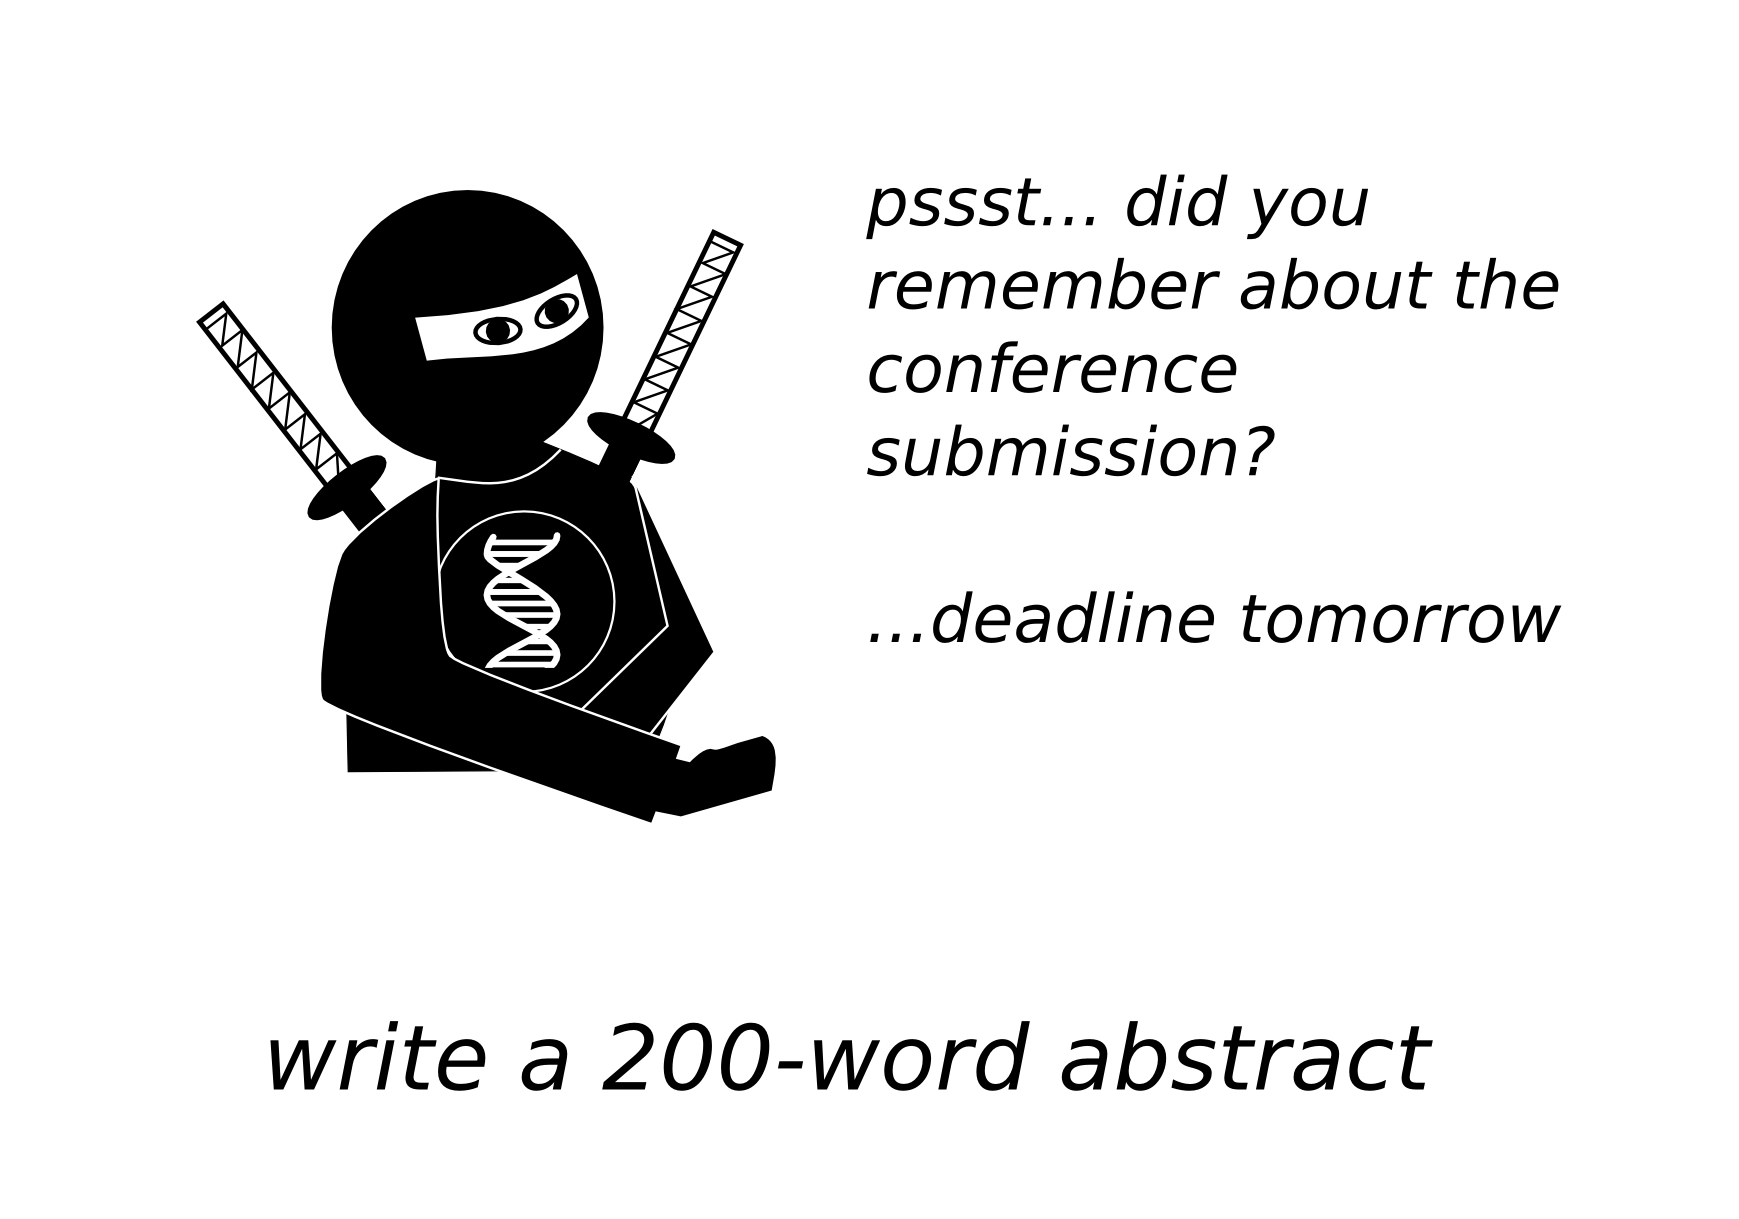 pssst... did you
remember about the
conference
submission?
...deadline tomorrow
write a 200-word abstract